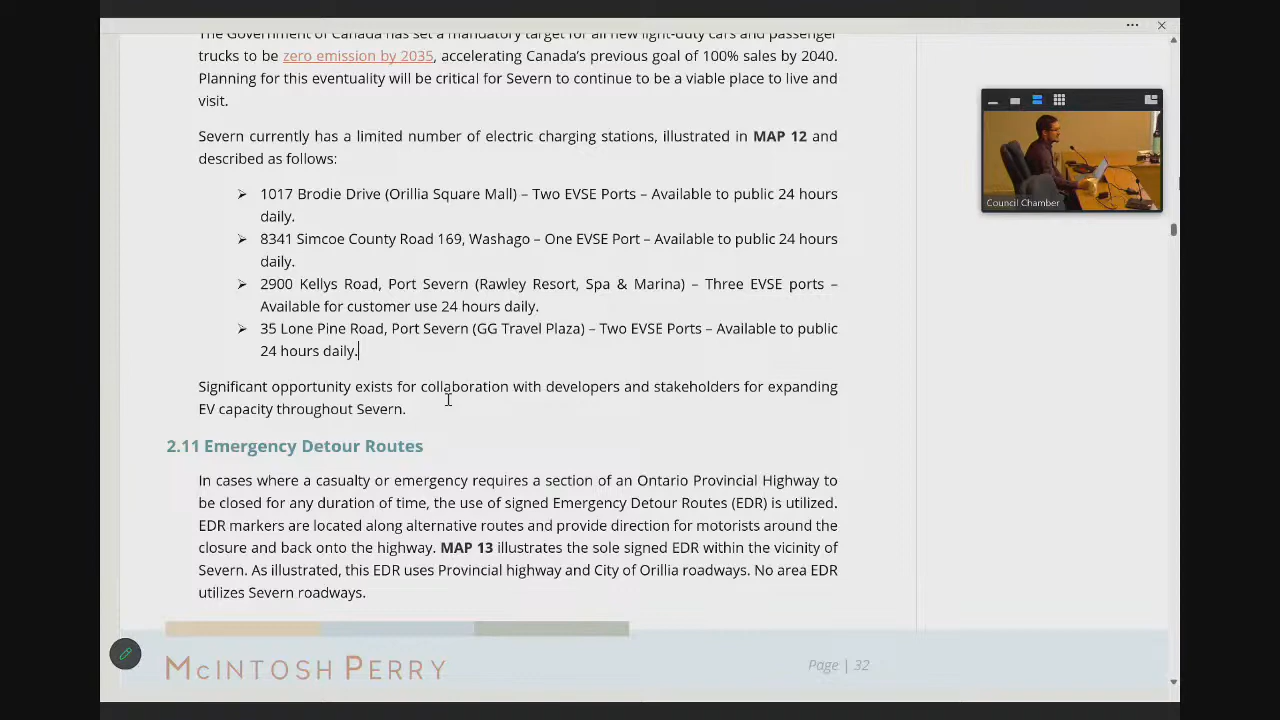 The Government of Canada has set a mandatory target for all new light-duty cars and passenger
trucks to be zero emission by 2035, accelerating Canada's previous goal of 100% sales by 2040.
Planning for this eventuality will be critical for Severn to continue to be a viable place to live and
visit.
Severn currently has a limited number of electric charging stations, illustrated in MAP 12 and
described as follows:
➢ 1017 Brodie Drive (Orillia Square Mall) – Two EVSE Ports – Available to public 24 hours
daily.
➢ 8341 Simcoe County Road 169, Washago – One EVSE Port – Available to public 24 hours
daily.
➢ 2900 Kellys Road, Port Severn (Rawley Resort, Spa & Marina) – Three EVSE ports –
Available for customer use 24 hours daily.
➢ 35 Lone Pine Road, Port Severn (GG Travel Plaza) – Two EVSE Ports – Available to public
24 hours daily.
Significant opportunity exists for collaboration with developers and stakeholders for expanding
EV capacity throughout Severn.
2.11 Emergency Detour Routes
In cases where a casualty or emergency requires a section of an Ontario Provincial Highway to
be closed for any duration of time, the use of signed Emergency Detour Routes (EDR) is utilized.
EDR markers are located along alternative routes and provide direction for motorists around the
closure and back onto the highway. MAP 13 illustrates the sole signed EDR within the vicinity of
Severn. As illustrated, this EDR uses Provincial highway and City of Orillia roadways. No area EDR
utilizes Severn roadways.
MCINTOSH PERRY
Page | 32
Council Chamber